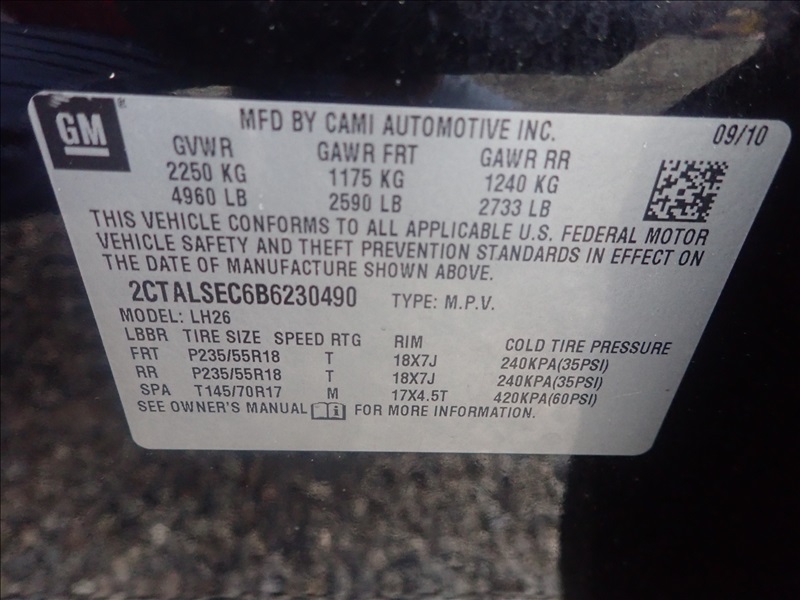 GM
MFD BY CAMI AUTOMOTIVE INC. 09/10
GVWR GAWR FRT GAWR RR
2250 KG 1175 KG 1240 KG
4960 LB 2590 LB 2733 LB
THIS VEHICLE CONFORMS TO ALL APPLICABLE U.S. FEDERAL MOTOR
VEHICLE SAFETY AND THEFT PREVENTION STANDARDS IN EFFECT ON
THE DATE OF MANUFACTURE SHOWN ABOVE.
2CTALSEC6B6230490 TYPE: M.P.V.
MODEL: LH26
LBBR TIRE SIZE SPEED RTG RIM COLD TIRE PRESSURE
FRT P235/55R18 T 18X7J 240KPA(35PSI)
RR P235/55R18 T 18X7J 240KPA(35PSI)
SPA T145/70R17 M 17X4.5T 420KPA(60PSI)
SEE OWNER'S MANUAL FOR MORE INFORMATION.